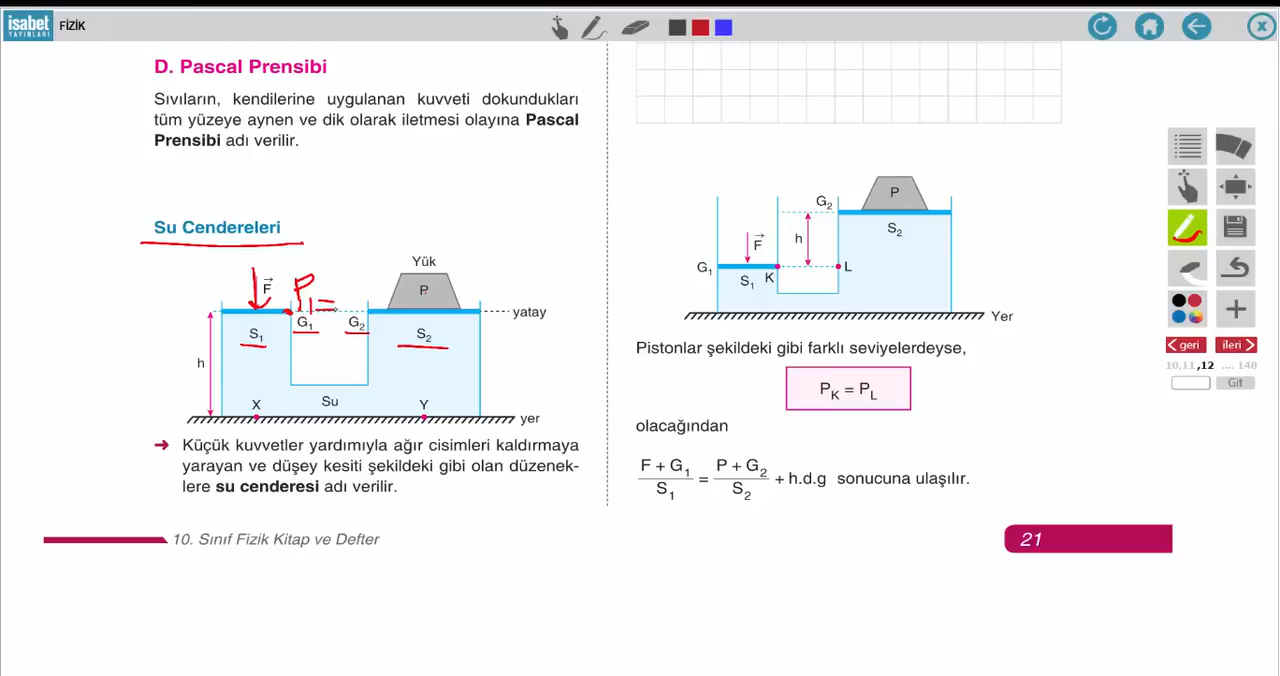 isabet
YAYINLARI
FİZİK
D. Pascal Prensibi
Sıvıların, kendilerine uygulanan kuvveti dokundukları
tüm yüzeye aynen ve dik olarak iletmesi olayına Pascal
Prensibi adı verilir.
Su Cendereleri
F
P1 =
Yük
P
G1
G2
yatay
S1
S2
h
X
Su
Y
yer
➜ Küçük kuvvetler yardımıyla ağır cisimleri kaldırmaya
yarayan ve düşey kesiti şekildeki gibi olan düzenek-
lere su cenderesi adı verilir.
10. Sınıf Fizik Kitap ve Defter
P
G2
S2
F
h
G1
S1
K
L
Yer
Pistonlar şekildeki gibi farklı seviyelerdeyse,
PK = PL
olacağından
F + G1 / S1 = P + G2 / S2 + h.d.g sonucuna ulaşılır.
21
geri
ileri
10,11,12 .... 148
Git